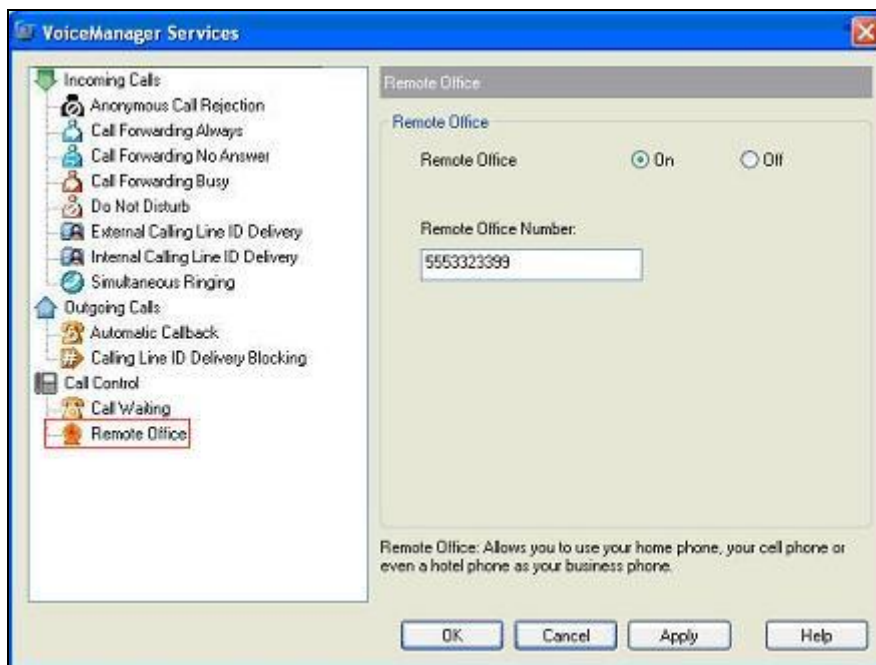 VoiceManager Services
Incoming Calls
Anonymous Call Rejection
Call Forwarding Always
Call Forwarding No Answer
Call Forwarding Busy
Do Not Disturb
External Calling Line ID Delivery
Internal Calling Line ID Delivery
Simultaneous Ringing
Outgoing Calls
Automatic Callback
Calling Line ID Delivery Blocking
Call Control
Call Waiting
Remote Office
Remote Office
Remote Office
Remote Office On Off
Remote Office Number:
5553323399
Remote Office: Allows you to use your home phone, your cell phone or
even a hotel phone as your business phone.
OK Cancel Apply Help